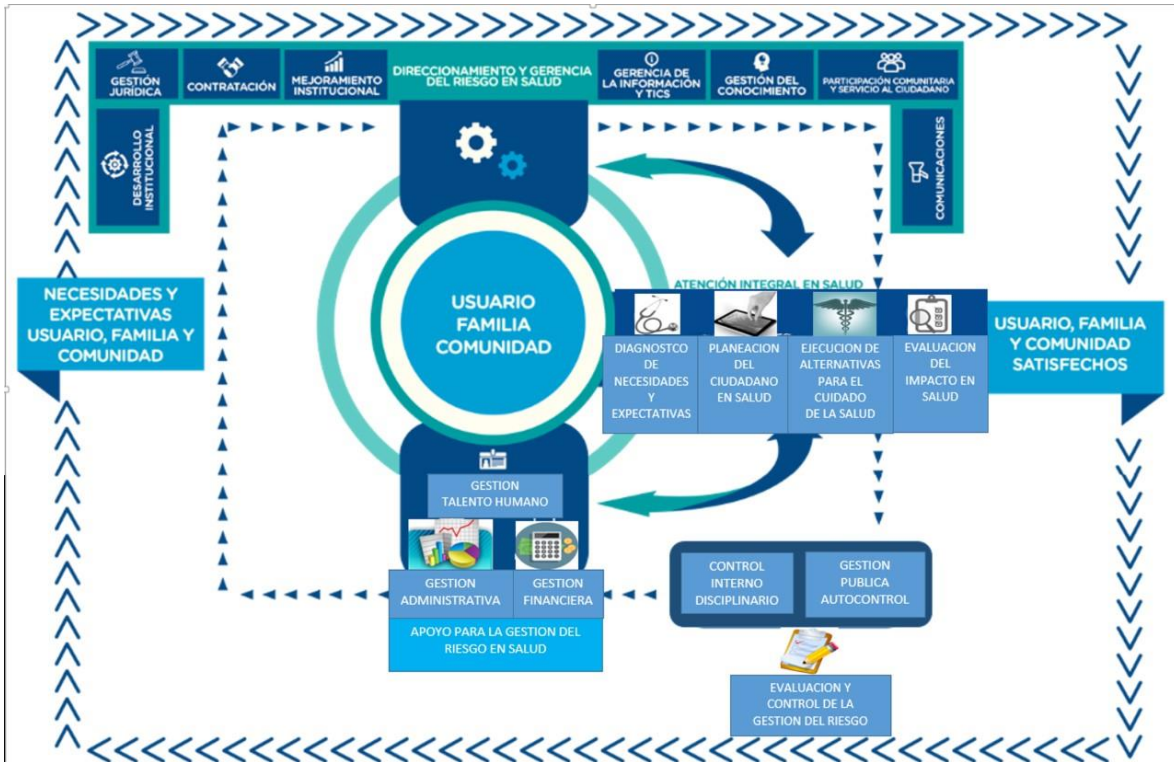 GESTIÓN
JURÍDICA
CONTRATACIÓN
MEJORAMIENTO
INSTITUCIONAL
DIRECCIONAMIENTO Y GERENCIA
DEL RIESGO EN SALUD
GERENCIA DE
LA INFORMACIÓN
Y TICS
GESTIÓN DEL
CONOCIMIENTO
PARTICIPACIÓN COMUNITARIA
Y SERVICIO AL CIUDADANO
DESARROLLO
INSTITUCIONAL
COMUNICACIONES
NECESIDADES Y
EXPECTATIVAS
USUARIO, FAMILIA Y
COMUNIDAD
USUARIO
FAMILIA
COMUNIDAD
ATENCIÓN INTEGRAL EN SALUD
DIAGNOSTCO
DE
NECESIDADES
Y
EXPECTATIVAS
PLANEACION
DEL
CIUDADANO
EN SALUD
EJECUCION DE
ALTERNATIVAS
PARA EL
CUIDADO
DE LA SALUD
EVALUACION
DEL
IMPACTO EN
SALUD
USUARIO, FAMILIA
Y COMUNIDAD
SATISFECHOS
GESTION
TALENTO HUMANO
GESTION
ADMINISTRATIVA
GESTION
FINANCIERA
APOYO PARA LA GESTION DEL
RIESGO EN SALUD
CONTROL
INTERNO
DISCIPLINARIO
GESTION
PUBLICA
AUTOCONTROL
EVALUACION Y
CONTROL DE LA
GESTION DEL RIESGO